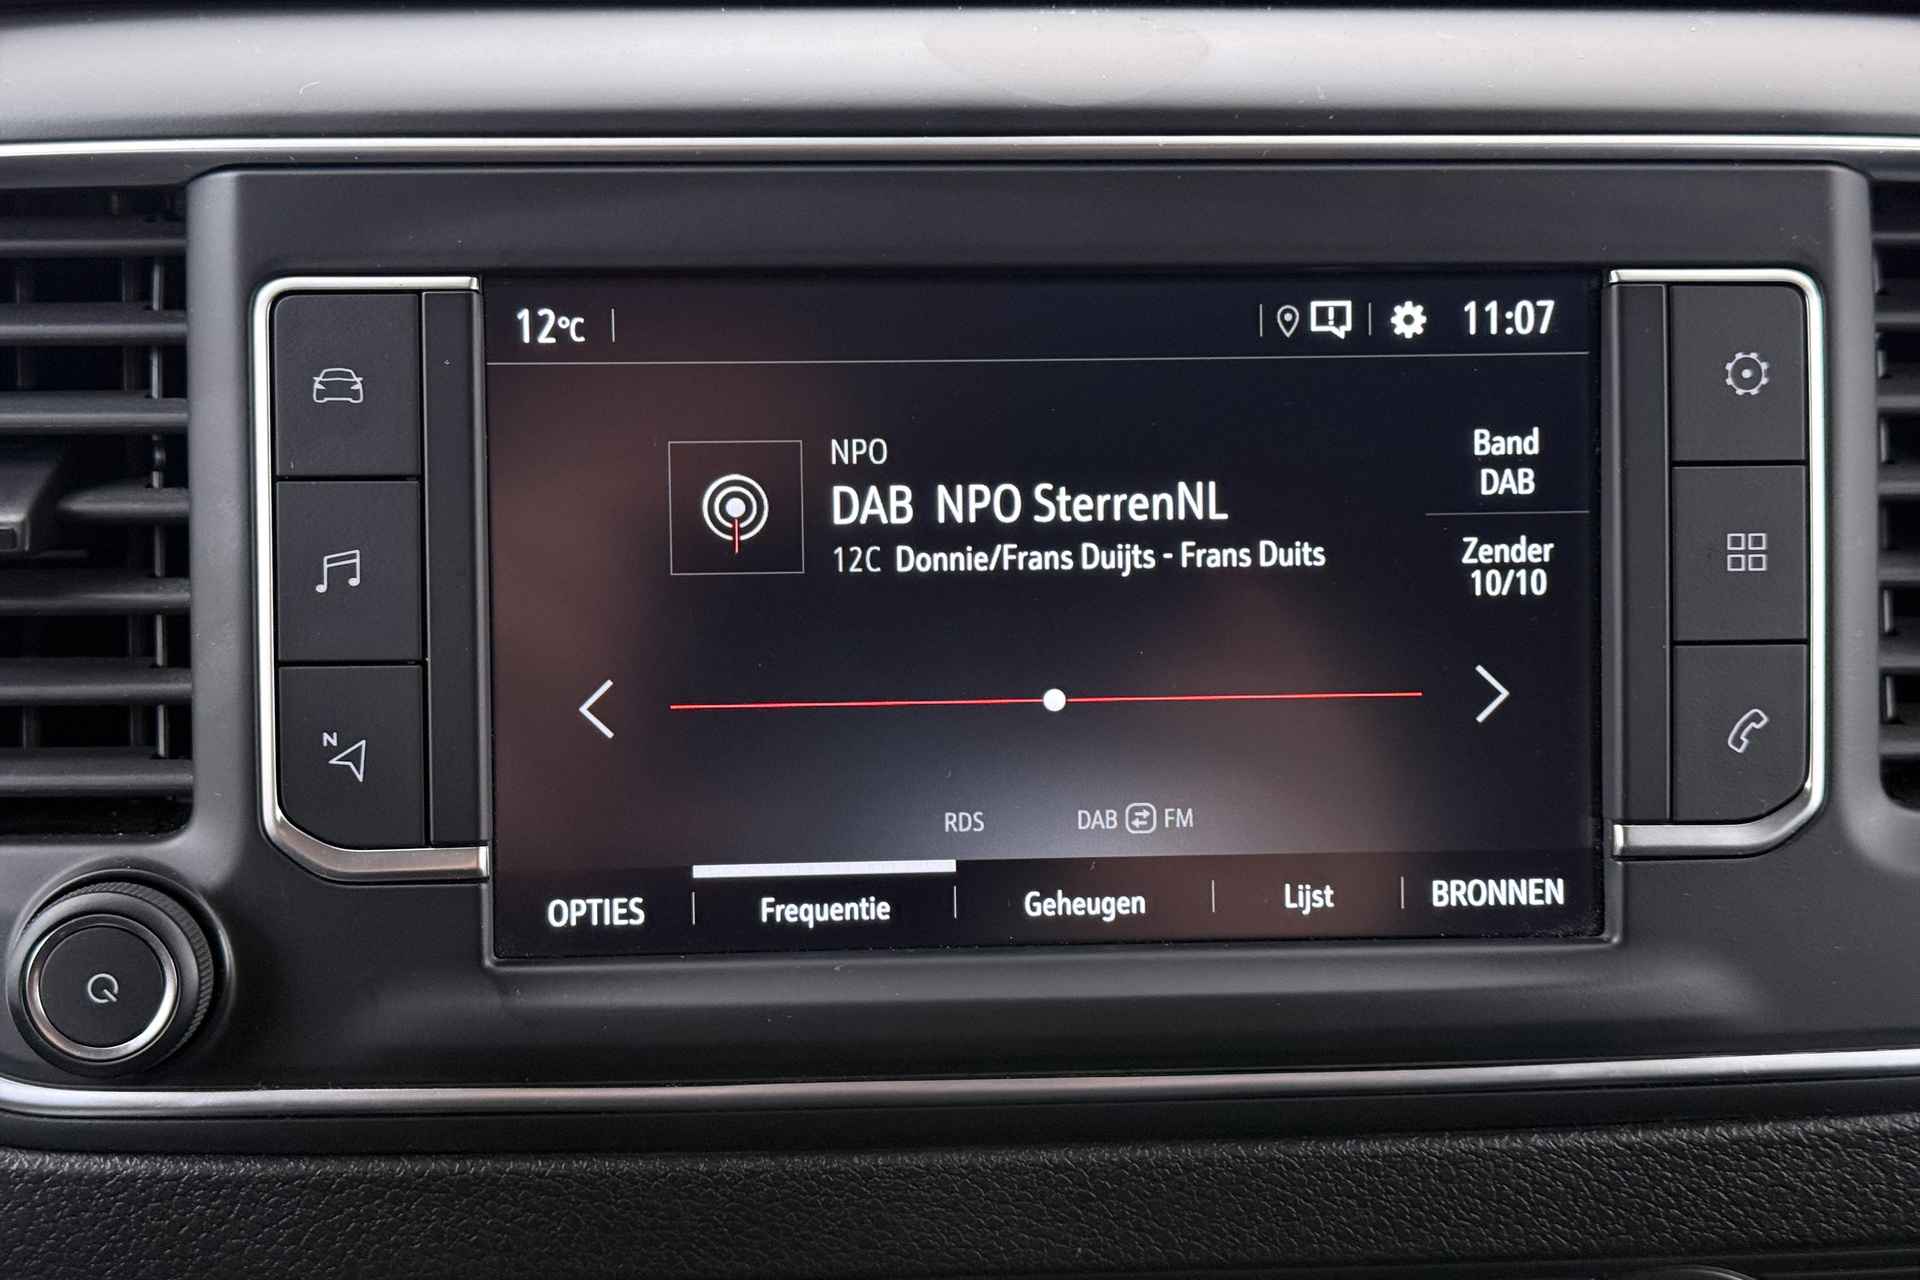 12°C
11:07
NPO
DAB NPO SterrenNL
12C Donnie/Frans Duijts - Frans Duits
Band
DAB
Zender
10/10
N
RDS
DAB FM
OPTIES
Frequentie
Geheugen
Lijst
BRONNEN